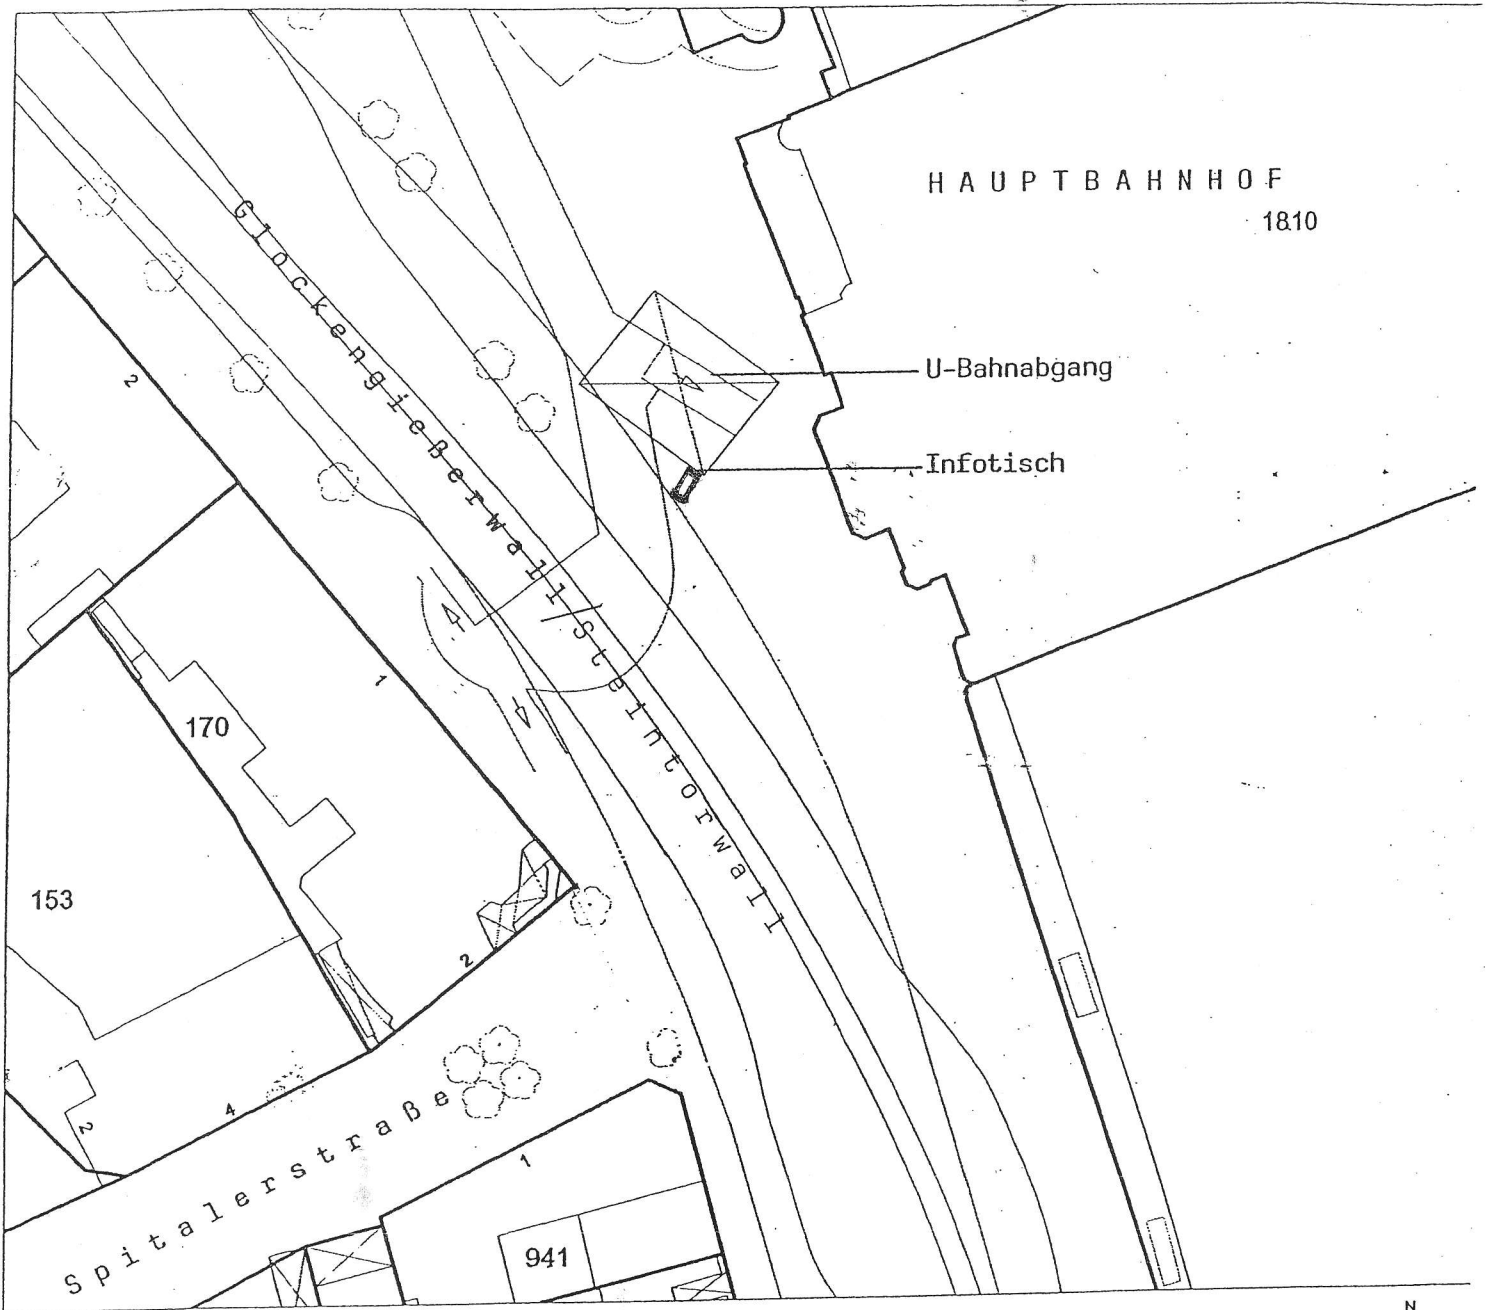 HAUPTBAHNHOF
1810
Glockengießerwall/Steintorwall
U-Bahnabgang
2
Infotisch
1
170
153
2
4
2
1
Spitalerstraße
941
N